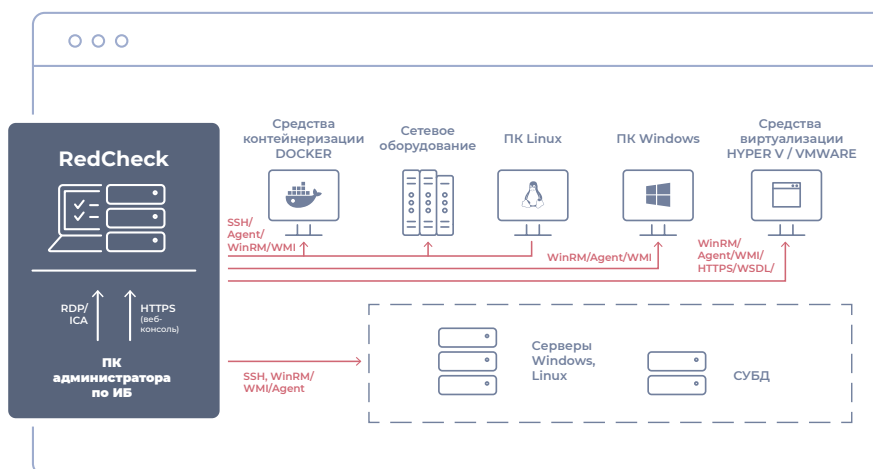 RedCheck
RDP/
ICA
HTTPS
(веб-
консоль)
ПК
администратора
по ИБ
Средства
контейнеризации
DOCKER
Сетевое
оборудование
ПК Linux
ПК Windows
Средства
виртуализации
HYPER V / VMWARE
SSH/
Agent/
WinRM/WMI
WinRM/Agent/WMI
WinRM/
Agent/WMI/
HTTPS/WSDL/
SSH, WinRM/
WMI/Agent
Серверы
Windows,
Linux
СУБД